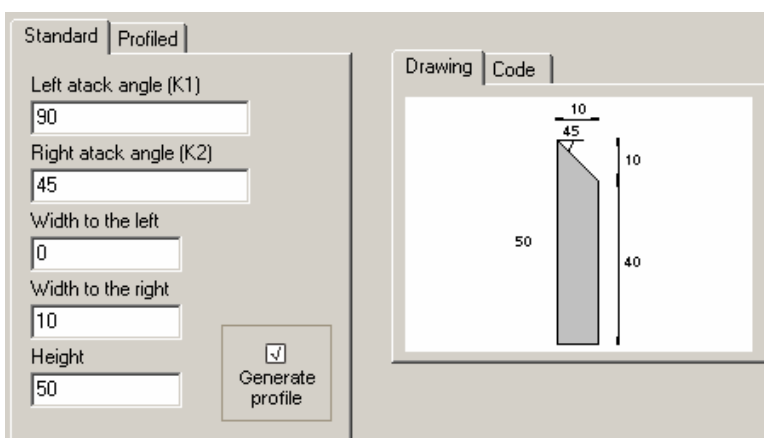 Standard
Profiled
Left atack angle (K1)
90
Right atack angle (K2)
45
Width to the left
0
Width to the right
10
Height
50
Generate
profile
Drawing
Code
10
45
10
50
40